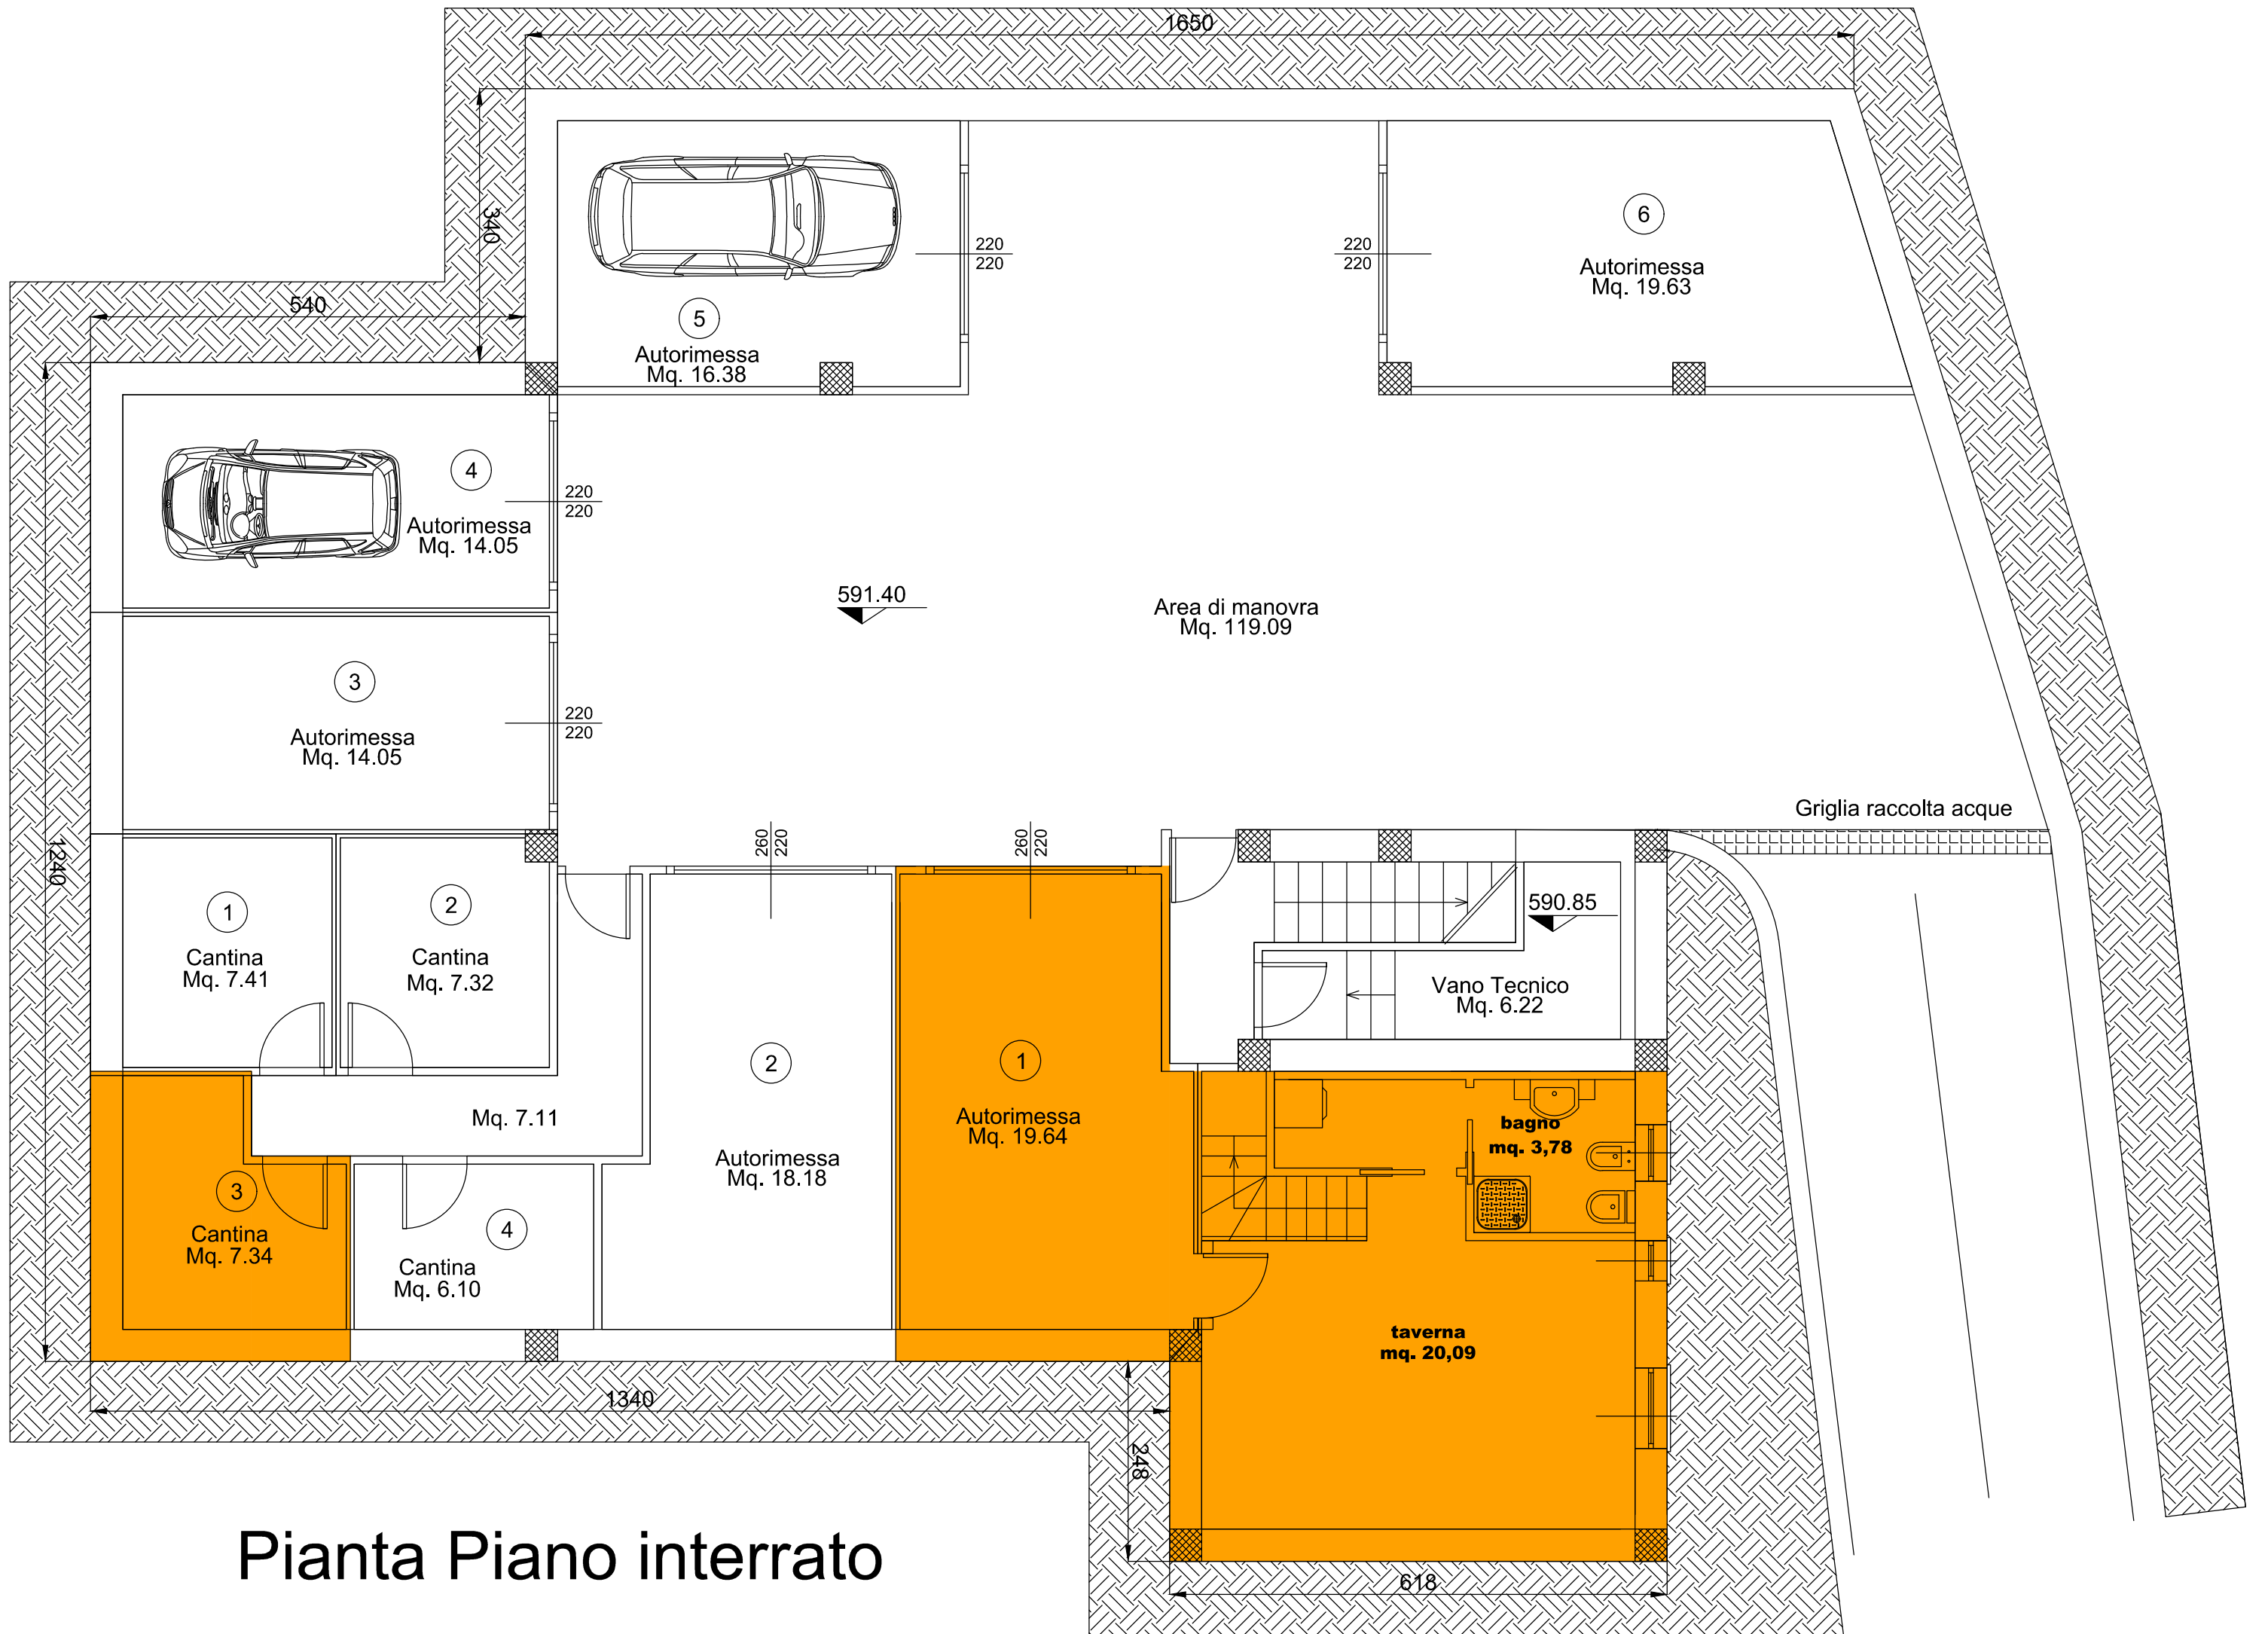 1650
340
540
5
Autorimessa
Mq. 16.38
220
220
220
220
6
Autorimessa
Mq. 19.63
4
Autorimessa
Mq. 14.05
220
220
591.40
Area di manovra
Mq. 119.09
3
Autorimessa
Mq. 14.05
220
220
1240
Griglia raccolta acque
260
220
260
220
1
Cantina
Mq. 7.41
2
Cantina
Mq. 7.32
590.85
Vano Tecnico
Mq. 6.22
2
Autorimessa
Mq. 18.18
1
Autorimessa
Mq. 19.64
Mq. 7.11
bagno
mq. 3,78
3
Cantina
Mq. 7.34
4
Cantina
Mq. 6.10
taverna
mq. 20,09
1340
248
618
Pianta Piano interrato